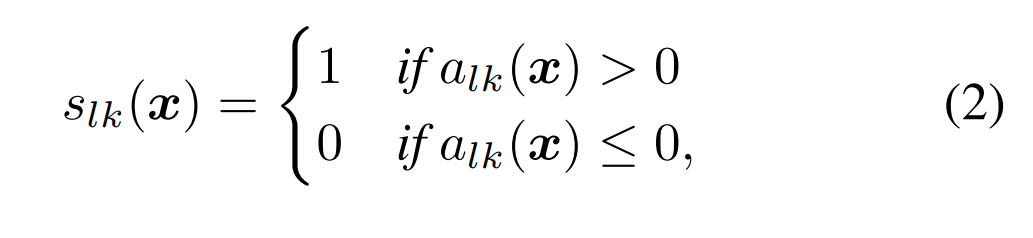 s_{lk}(x) = { 1 if a_{lk}(x) > 0
0 if a_{lk}(x) ≤ 0, (2)